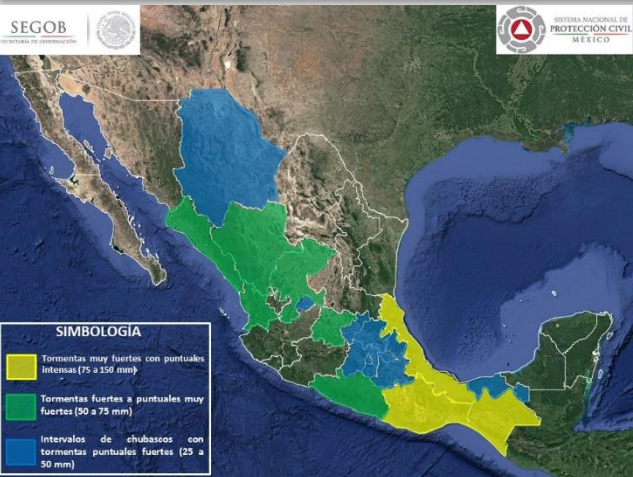 SEGOB
SECRETARÍA DE GOBERNACIÓN
SISTEMA NACIONAL DE
PROTECCIÓN CIVIL
MÉXICO
SIMBOLOGÍA
Tormentas muy fuertes con puntuales
intensas (75 a 150 mm)
Tormentas fuertes a puntuales muy
fuertes (50 a 75 mm)
Intervalos de chubascos con
tormentas puntuales fuertes (25 a
50 mm)